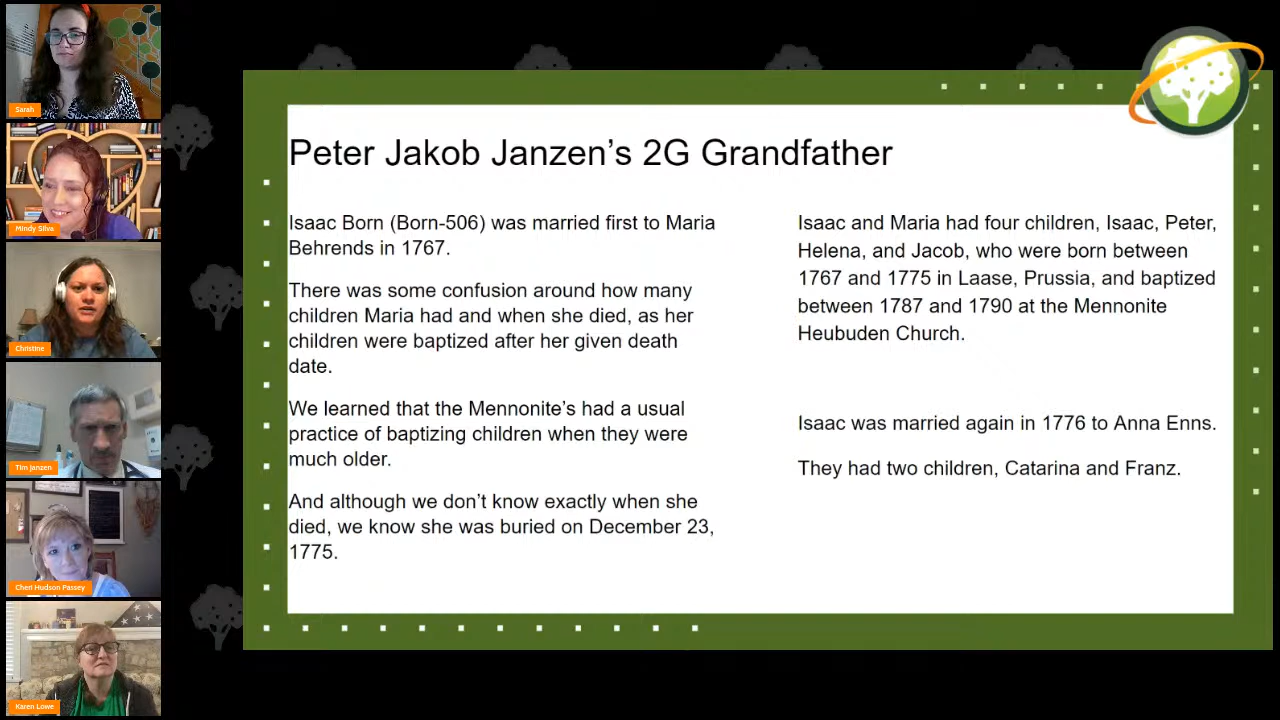 Sarah
Mindy Silva
Christine
Tim Janzen
Cheri Hudson Passey
Karen Lowe
Peter Jakob Janzen’s 2G Grandfather
Isaac Born (Born-506) was married first to Maria
Behrends in 1767.
There was some confusion around how many
children Maria had and when she died, as her
children were baptized after her given death
date.
We learned that the Mennonite’s had a usual
practice of baptizing children when they were
much older.
And although we don’t know exactly when she
died, we know she was buried on December 23,
1775.
Isaac and Maria had four children, Isaac, Peter,
Helena, and Jacob, who were born between
1767 and 1775 in Laase, Prussia, and baptized
between 1787 and 1790 at the Mennonite
Heubuden Church.
Isaac was married again in 1776 to Anna Enns.
They had two children, Catarina and Franz.